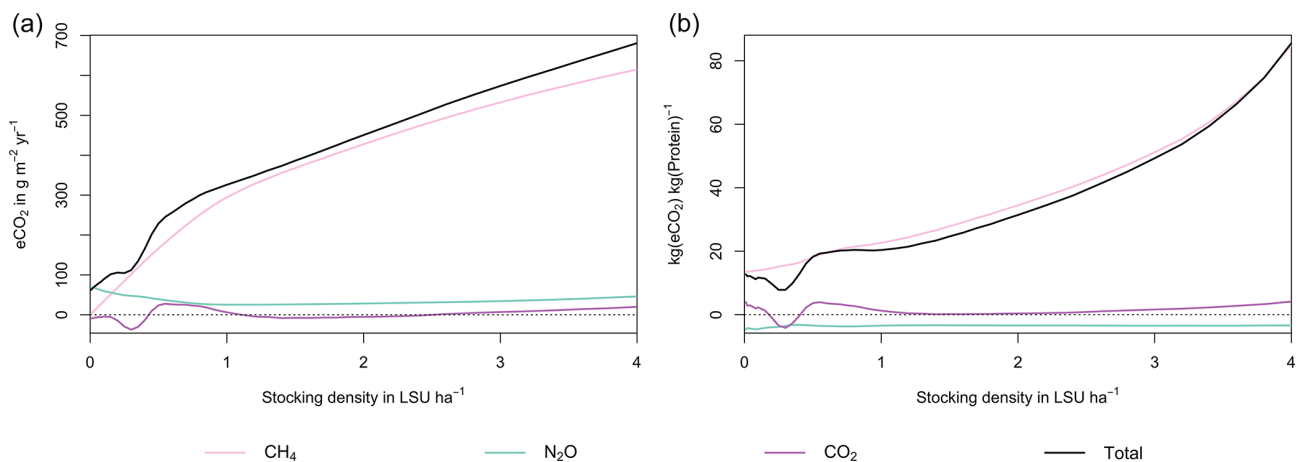 (a)
eCO₂ in g m⁻² yr⁻¹
700
500
300
100
0
0 1 2 3 4
Stocking density in LSU ha⁻¹
(b)
kg(eCO₂) kg(Protein)⁻¹
80
60
40
20
0
0 1 2 3 4
Stocking density in LSU ha⁻¹
CH₄ N₂O CO₂ Total